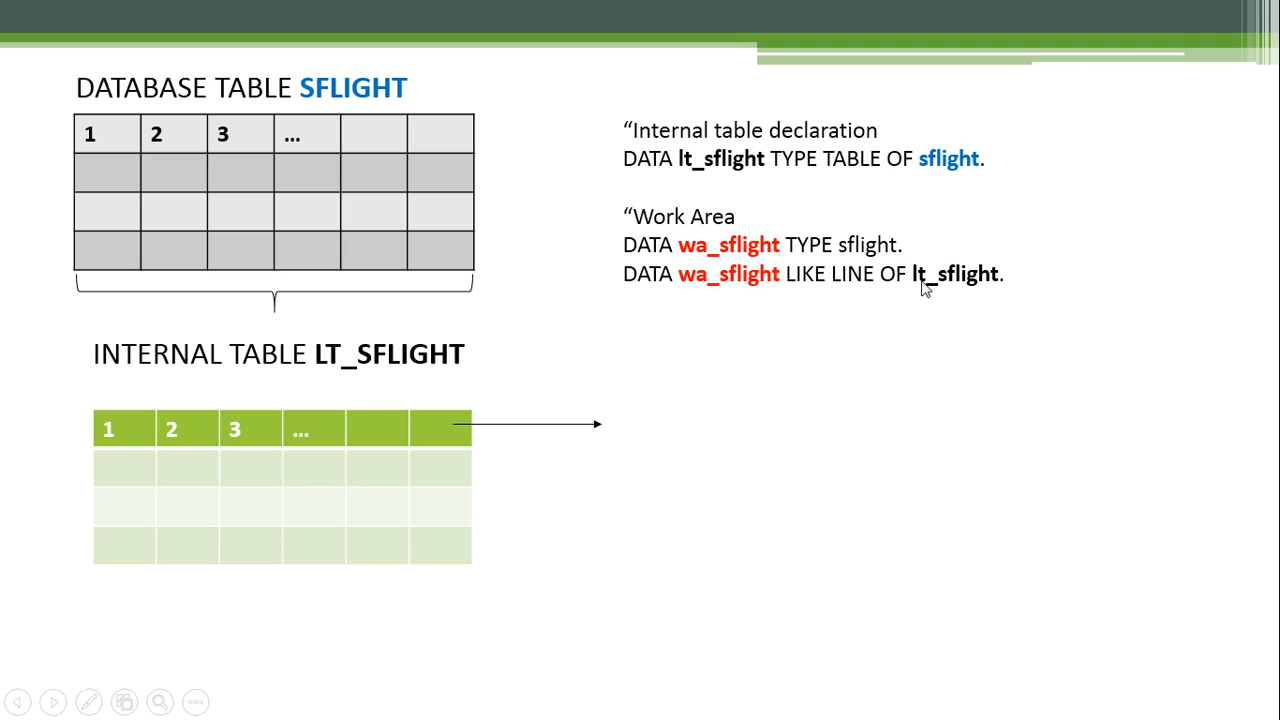 DATABASE TABLE SFLIGHT
1 2 3 ...
“Internal table declaration
DATA lt_sflight TYPE TABLE OF sflight.
“Work Area
DATA wa_sflight TYPE sflight.
DATA wa_sflight LIKE LINE OF lt_sflight.
INTERNAL TABLE LT_SFLIGHT
1 2 3 ...